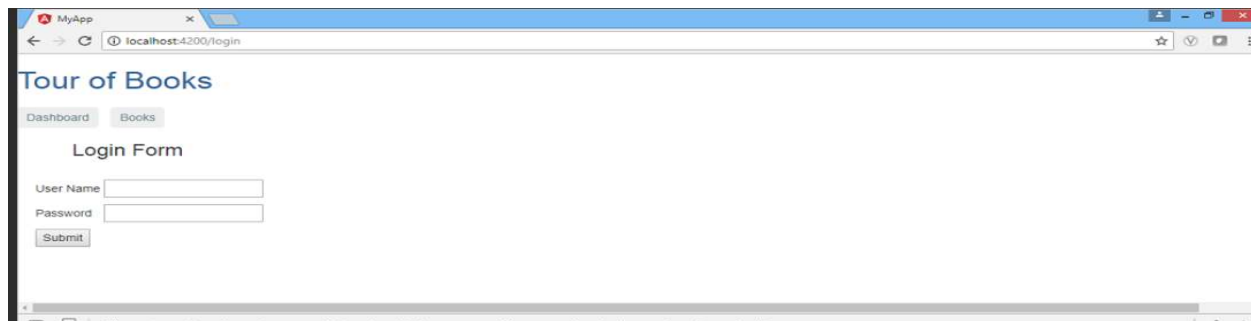 MyApp
localhost:4200/login
Tour of Books
Dashboard Books
Login Form
User Name
Password
Submit